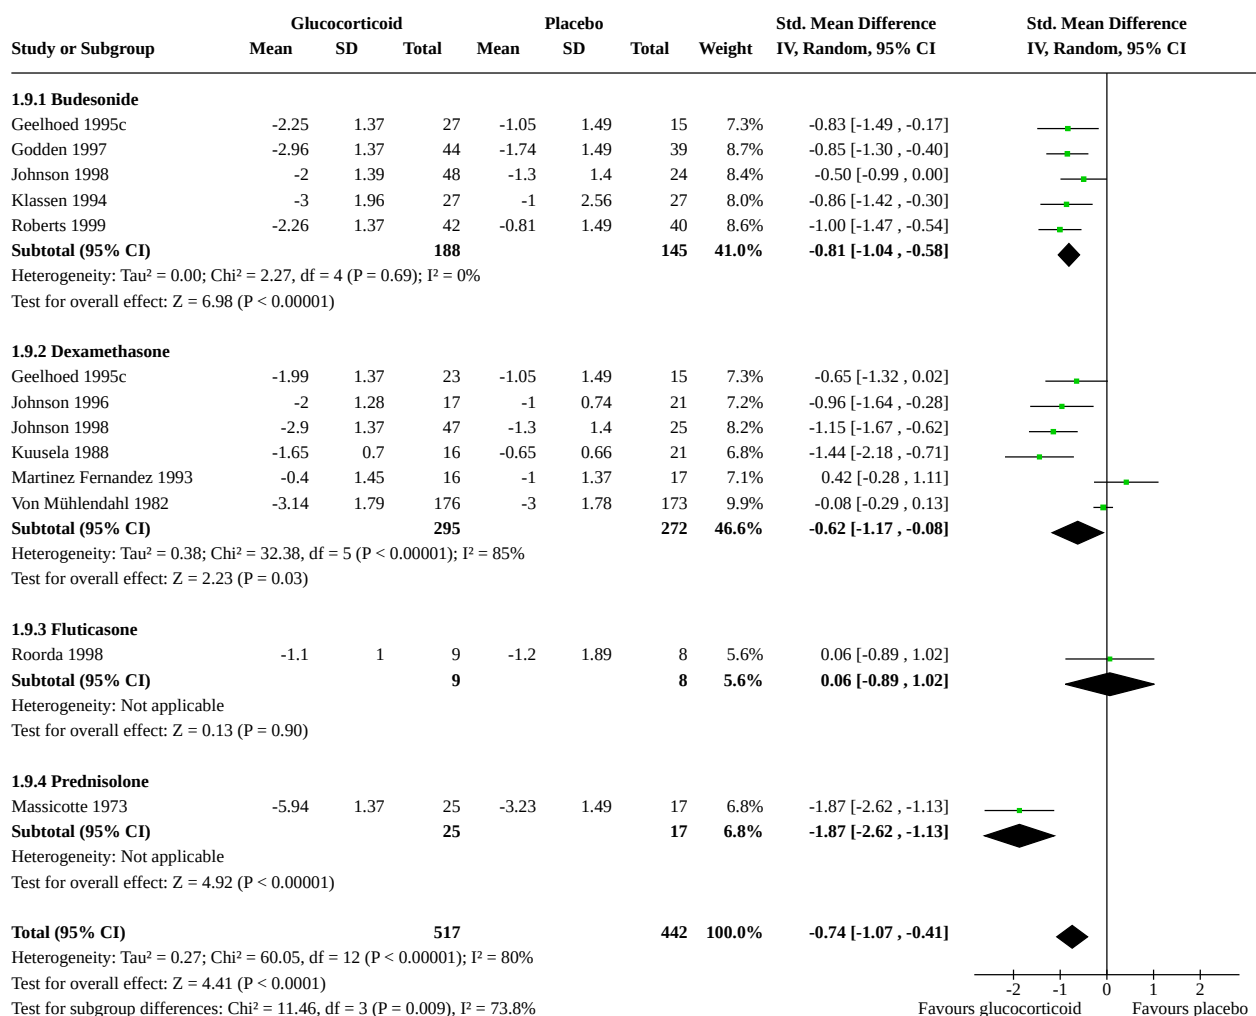 Glucocorticoid Placebo Std. Mean Difference Std. Mean Difference
Study or Subgroup Mean SD Total Mean SD Total Weight IV, Random, 95% CI IV, Random, 95% CI
1.9.1 Budesonide
Geelhoed 1995c -2.25 1.37 27 -1.05 1.49 15 7.3% -0.83 [-1.49 , -0.17]
Godden 1997 -2.96 1.37 44 -1.74 1.49 39 8.7% -0.85 [-1.30 , -0.40]
Johnson 1998 -2 1.39 48 -1.3 1.4 24 8.4% -0.50 [-0.99 , 0.00]
Klassen 1994 -3 1.96 27 -1 2.56 27 8.0% -0.86 [-1.42 , -0.30]
Roberts 1999 -2.26 1.37 42 -0.81 1.49 40 8.6% -1.00 [-1.47 , -0.54]
Subtotal (95% CI) 188 145 41.0% -0.81 [-1.04 , -0.58]
Heterogeneity: Tau² = 0.00; Chi² = 2.27, df = 4 (P = 0.69); I² = 0%
Test for overall effect: Z = 6.98 (P < 0.00001)
1.9.2 Dexamethasone
Geelhoed 1995c -1.99 1.37 23 -1.05 1.49 15 7.3% -0.65 [-1.32 , 0.02]
Johnson 1996 -2 1.28 17 -1 0.74 21 7.2% -0.96 [-1.64 , -0.28]
Johnson 1998 -2.9 1.37 47 -1.3 1.4 25 8.2% -1.15 [-1.67 , -0.62]
Kuusela 1988 -1.65 0.7 16 -0.65 0.66 21 6.8% -1.44 [-2.18 , -0.71]
Martinez Fernandez 1993 -0.4 1.45 16 -1 1.37 17 7.1% 0.42 [-0.28 , 1.11]
Von Mühlendahl 1982 -3.14 1.79 176 -3 1.78 173 9.9% -0.08 [-0.29 , 0.13]
Subtotal (95% CI) 295 272 46.6% -0.62 [-1.17 , -0.08]
Heterogeneity: Tau² = 0.38; Chi² = 32.38, df = 5 (P < 0.00001); I² = 85%
Test for overall effect: Z = 2.23 (P = 0.03)
1.9.3 Fluticasone
Roorda 1998 -1.1 1 9 -1.2 1.89 8 5.6% 0.06 [-0.89 , 1.02]
Subtotal (95% CI) 9 8 5.6% 0.06 [-0.89 , 1.02]
Heterogeneity: Not applicable
Test for overall effect: Z = 0.13 (P = 0.90)
1.9.4 Prednisolone
Massicotte 1973 -5.94 1.37 25 -3.23 1.49 17 6.8% -1.87 [-2.62 , -1.13]
Subtotal (95% CI) 25 17 6.8% -1.87 [-2.62 , -1.13]
Heterogeneity: Not applicable
Test for overall effect: Z = 4.92 (P < 0.00001)
Total (95% CI) 517 442 100.0% -0.74 [-1.07 , -0.41]
Heterogeneity: Tau² = 0.27; Chi² = 60.05, df = 12 (P < 0.00001); I² = 80%
Test for overall effect: Z = 4.41 (P < 0.0001)
-2 -1 0 1 2
Test for subgroup differences: Chi² = 11.46, df = 3 (P = 0.009), I² = 73.8% Favours glucocorticoid Favours placebo